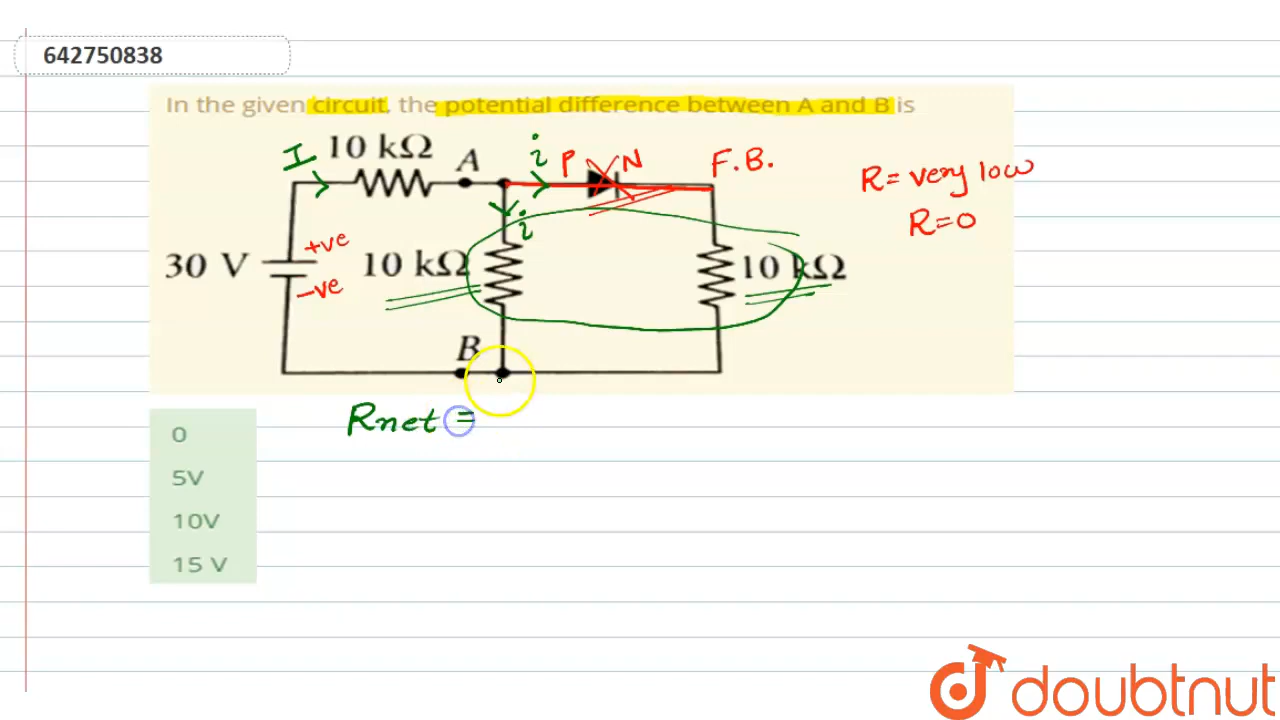 642750838
In the given circuit, the potential difference between A and B is
I 10 kΩ A i P N F.B. R = very low
R = 0
i
30 V +ve 10 kΩ 10 kΩ
-ve
B
Rnet =
0
5V
10V
15 V
doubtnut